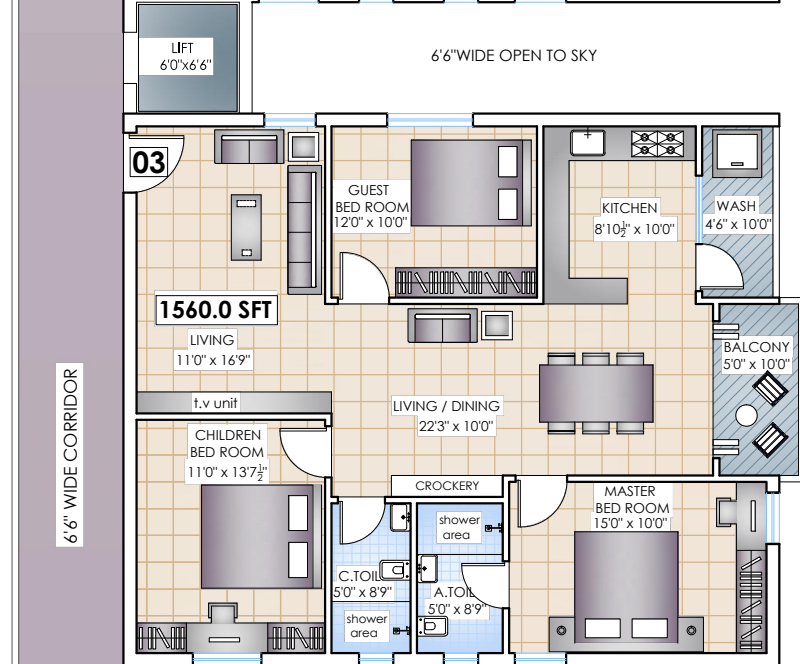 LIFT
6'0"x6'6"
6'6"WIDE OPEN TO SKY
03
GUEST
BED ROOM
12'0" x 10'0"
KITCHEN
8'10½" x 10'0"
WASH
4'6" x 10'0"
1560.0 SFT
LIVING
11'0" x 16'9"
BALCONY
5'0" x 10'0"
t.v unit
LIVING / DINING
22'3" x 10'0"
6'6" WIDE CORRIDOR
CHILDREN
BED ROOM
11'0" x 13'7½"
CROCKERY
MASTER
BED ROOM
15'0" x 10'0"
shower
area
C.TOIL
5'0" x 8'9"
A.TOIL
5'0" x 8'9"
shower
area